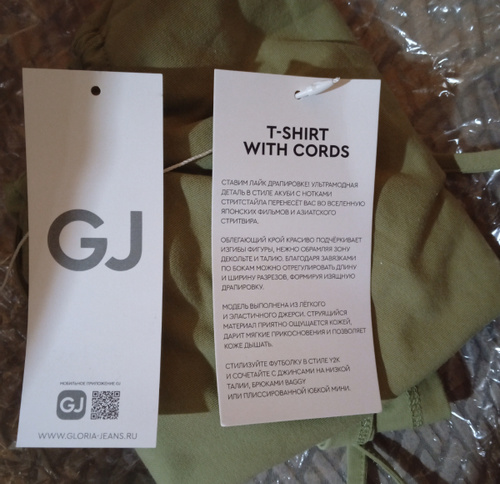 GJ
МОБИЛЬНОЕ ПРИЛОЖЕНИЕ GJ
GJ
WWW.GLORIA-JEANS.RU
T-SHIRT
WITH CORDS
СТАВИМ ЛАЙК ДРАПИРОВКЕ! УЛЬТРАМОДНАЯ
ДЕТАЛЬ В СТИЛЕ АКУБИ С НОТКАМИ
СТРИТСТАЙЛА ПЕРЕНЕСЁТ ВАС ВО ВСЕЛЕННУЮ
ЯПОНСКИХ ФИЛЬМОВ И АЗИАТСКОГО
СТРИТВИРА.
ОБЛЕГАЮЩИЙ КРОЙ КРАСИВО ПОДЧЁРКИВАЕТ
ИЗГИБЫ ФИГУРЫ, НЕЖНО ОБРАМЛЯЯ ЗОНУ
ДЕКОЛЬТЕ И ТАЛИЮ. БЛАГОДАРЯ ЗАВЯЗКАМИ
ПО БОКАМ МОЖНО ОТРЕГУЛИРОВАТЬ ДЛИНУ
И ШИРИНУ РАЗРЕЗОВ, ФОРМИРУЯ ИЗЯЩНУЮ
ДРАПИРОВКУ.
МОДЕЛЬ ВЫПОЛНЕНА ИЗ ЛЁГКОГО
И ЭЛАСТИЧНОГО ДЖЕРСИ. СТРУЯЩИЙСЯ
МАТЕРИАЛ ПРИЯТНО ОЩУЩАЕТСЯ КОЖЕЙ,
ДАРИТ МЯГКИЕ ПРИКОСНОВЕНИЯ И ПОЗВОЛЯЕТ
КОЖЕ ДЫШАТЬ.
СТИЛИЗУЙТЕ ФУТБОЛКУ В СТИЛЕ Y2K
И СОЧЕТАЙТЕ С ДЖИНСАМИ НА НИЗКОЙ
ТАЛИИ, БРЮКАМИ BAGGY
ИЛИ ПЛИССИРОВАННОЙ ЮБКОЙ МИНИ.